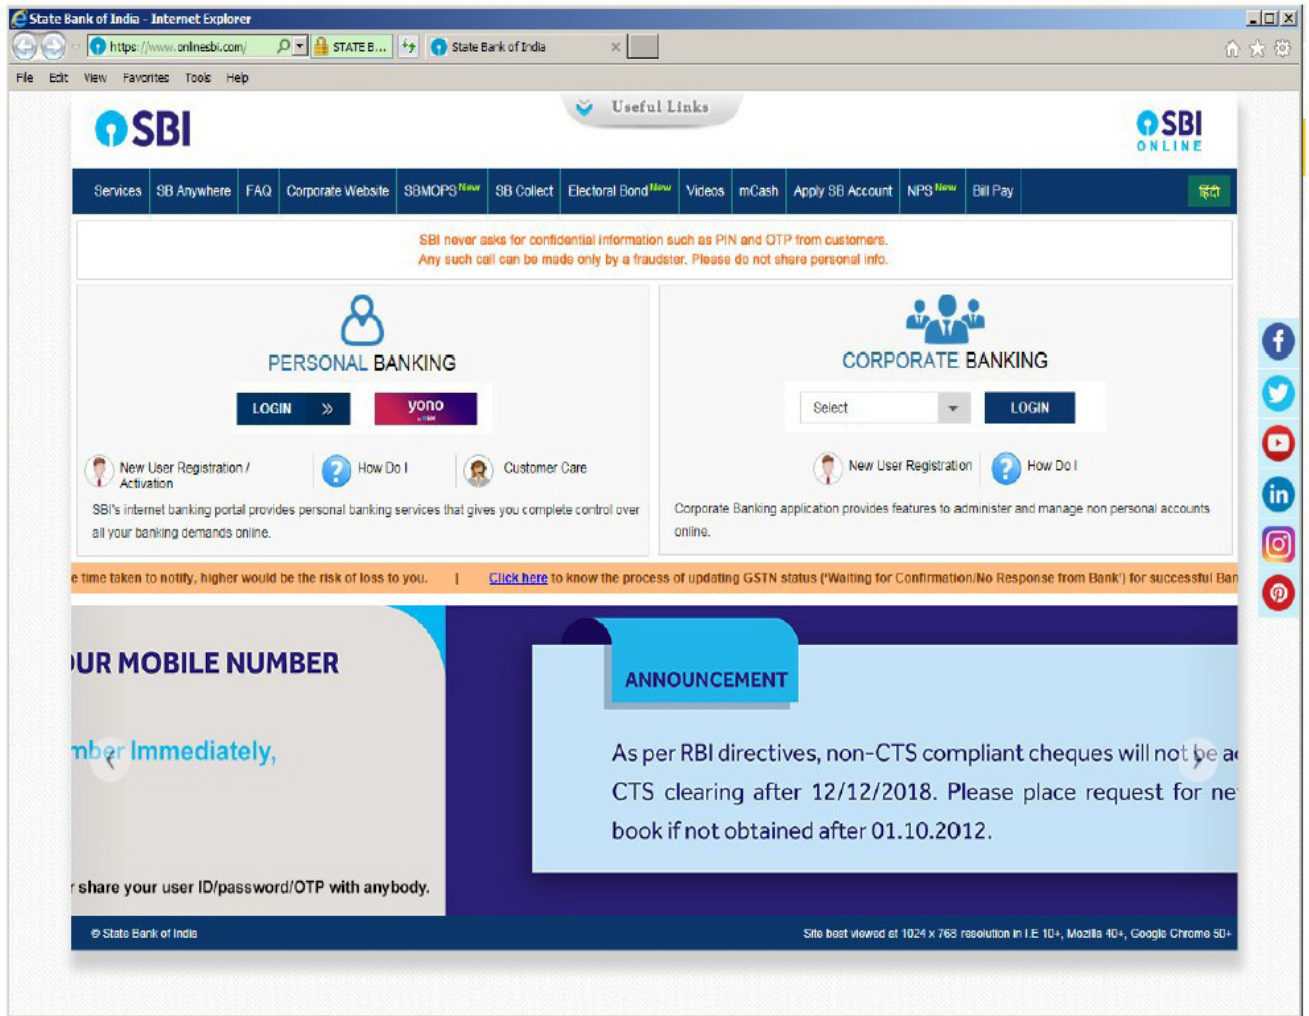 State Bank of India - Internet Explorer
https://www.onlinesbi.com/ STATE B... State Bank of India
File Edit View Favorites Tools Help
Useful Links
SBI
SBI
ONLINE
Services SB Anywhere FAQ Corporate Website SBMOPS New SB Collect Electoral Bond New Videos mCash Apply SB Account NPS New Bill Pay हिंदी
SBI never asks for confidential information such as PIN and OTP from customers.
Any such call can be made only by a fraudster. Please do not share personal info.
PERSONAL BANKING
LOGIN » yono
New User Registration /
Activation
How Do I
Customer Care
SBI's internet banking portal provides personal banking services that gives you complete control over
all your banking demands online.
CORPORATE BANKING
Select LOGIN
New User Registration
? How Do I
Corporate Banking application provides features to administer and manage non personal accounts
online.
e time taken to notify, higher would be the risk of loss to you. | Click here to know the process of updating GSTN status ('Waiting for Confirmation/No Response from Bank') for successful Ban
OUR MOBILE NUMBER
mber Immediately,
r share your user ID/password/OTP with anybody.
ANNOUNCEMENT
As per RBI directives, non-CTS compliant cheques will not be ac
CTS clearing after 12/12/2018. Please place request for ne
book if not obtained after 01.10.2012.
© State Bank of India
Site best viewed at 1024 x 768 resolution in I.E 10+, Mozilla 40+, Google Chrome 50+